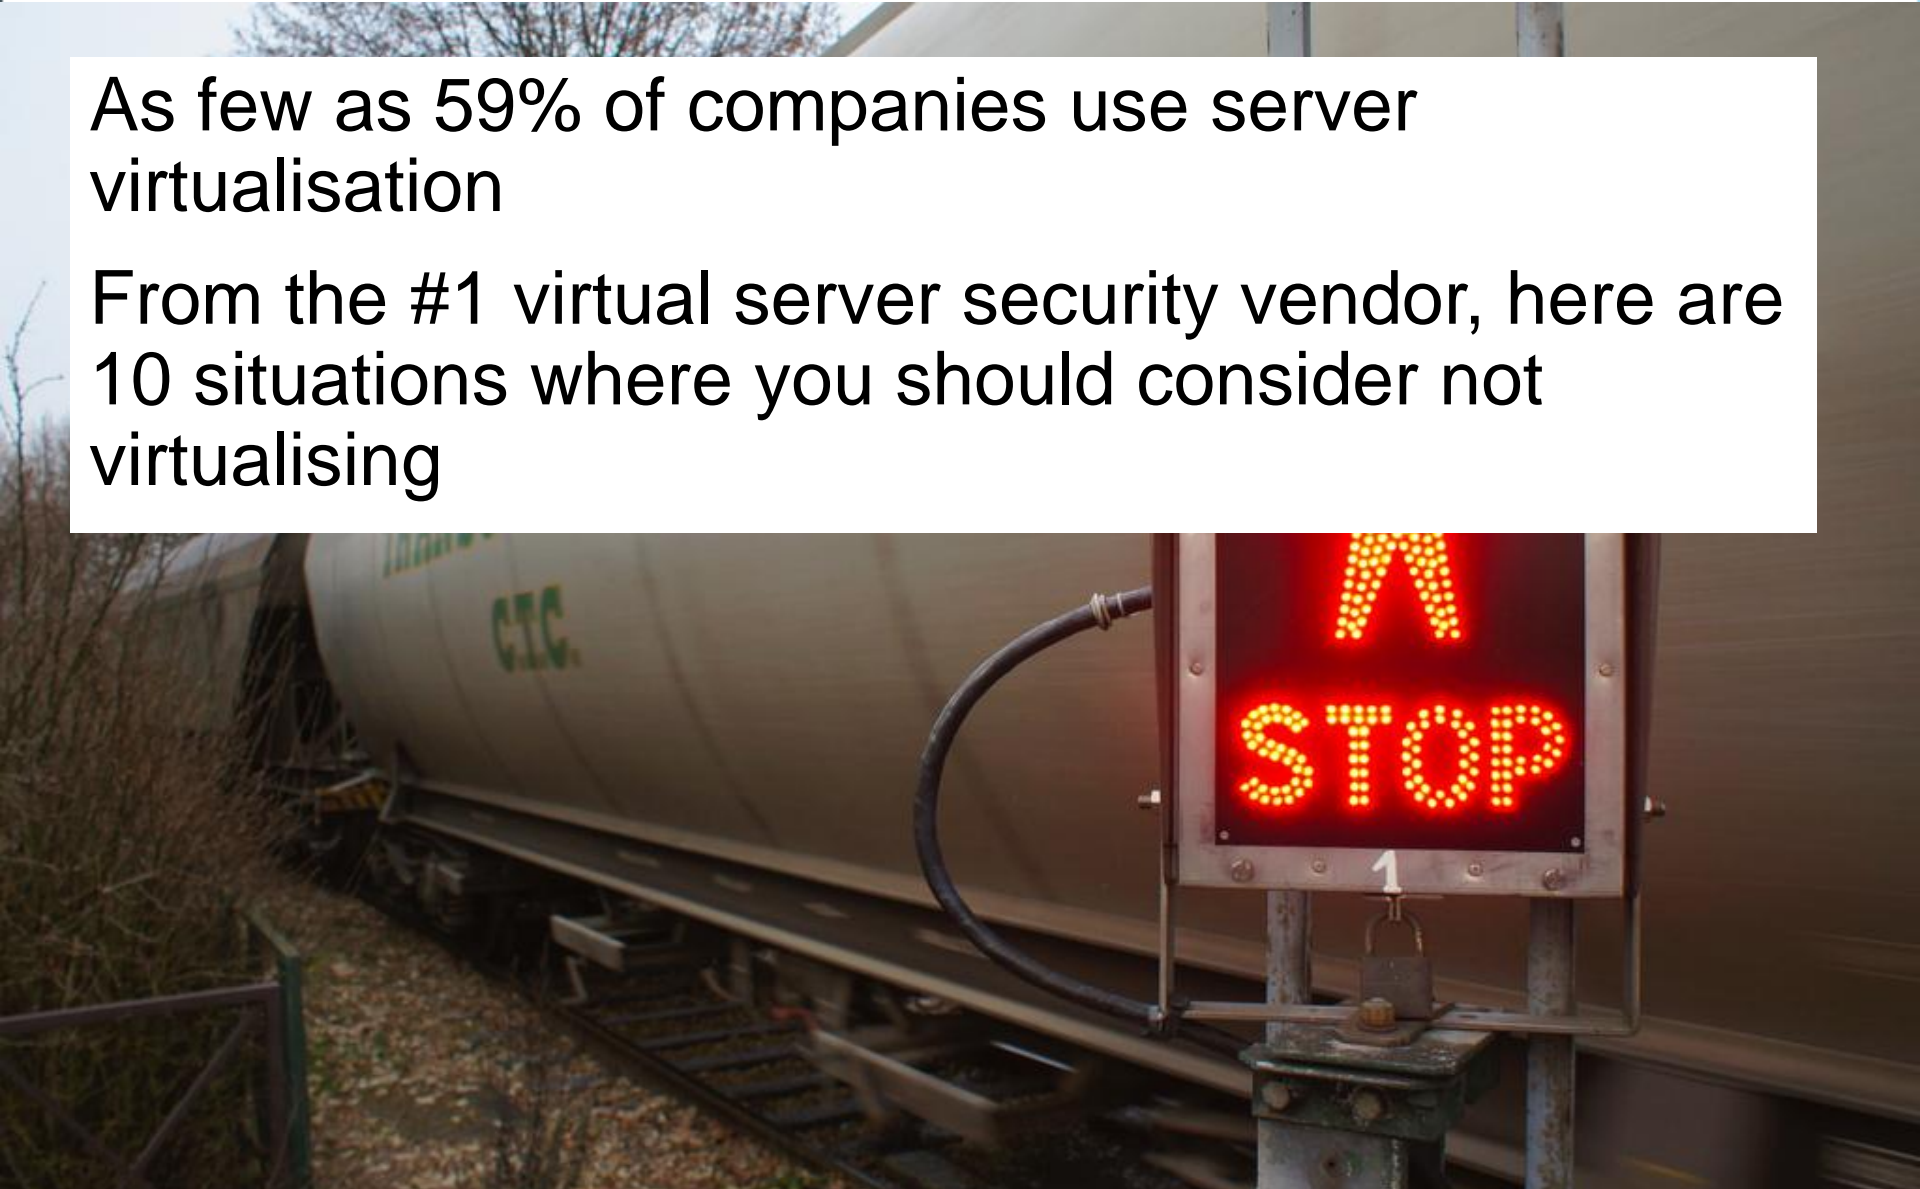 As few as 59% of companies use server
virtualisation
From the #1 virtual server security vendor, here are
10 situations where you should consider not
virtualising
C.T.C.
STOP
1